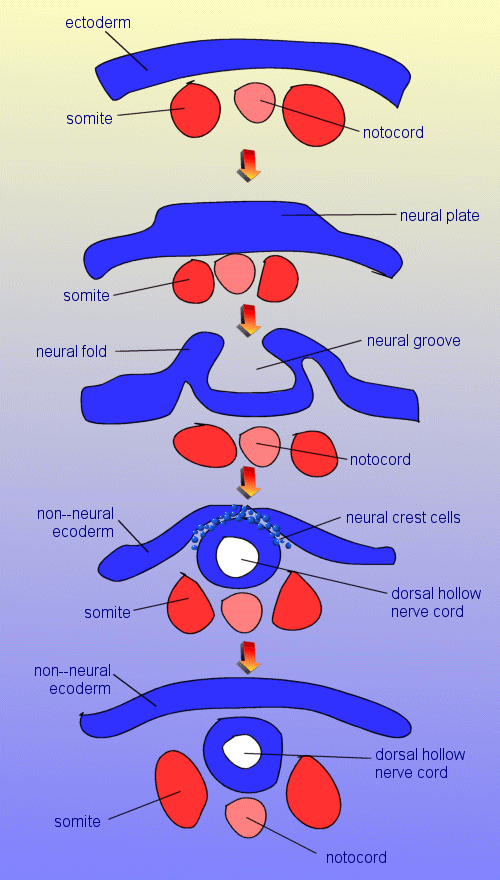 ectoderm
somite
notocord
neural plate
somite
neural groove
neural fold
notocord
non--neural
ecoderm
neural crest cells
dorsal hollow
nerve cord
somite
non--neural
ecoderm
dorsal hollow
nerve cord
somite
notocord